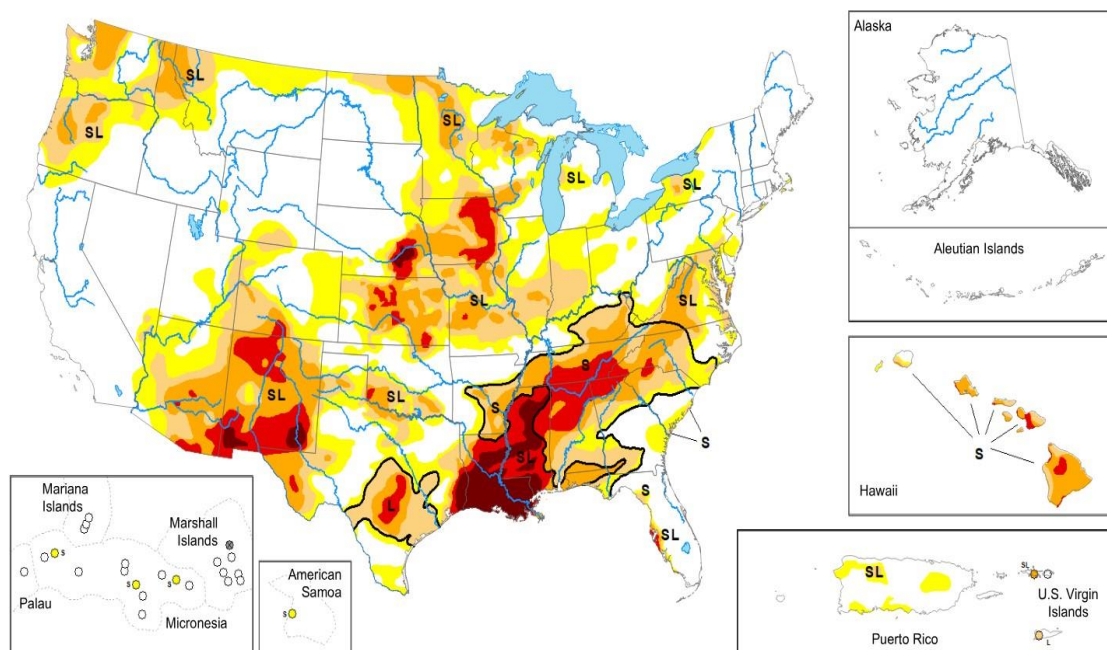 Alaska
Aleutian Islands
SL
SL
SL
SL
SL
SL
SL
S
SL
SL
S
S
L
SL
S
SL
Hawaii
S
Mariana
Islands
Marshall
Islands
S
S
S
Palau
Micronesia
American
Samoa
S
SL
SL
U.S. Virgin
Islands
L
Puerto Rico